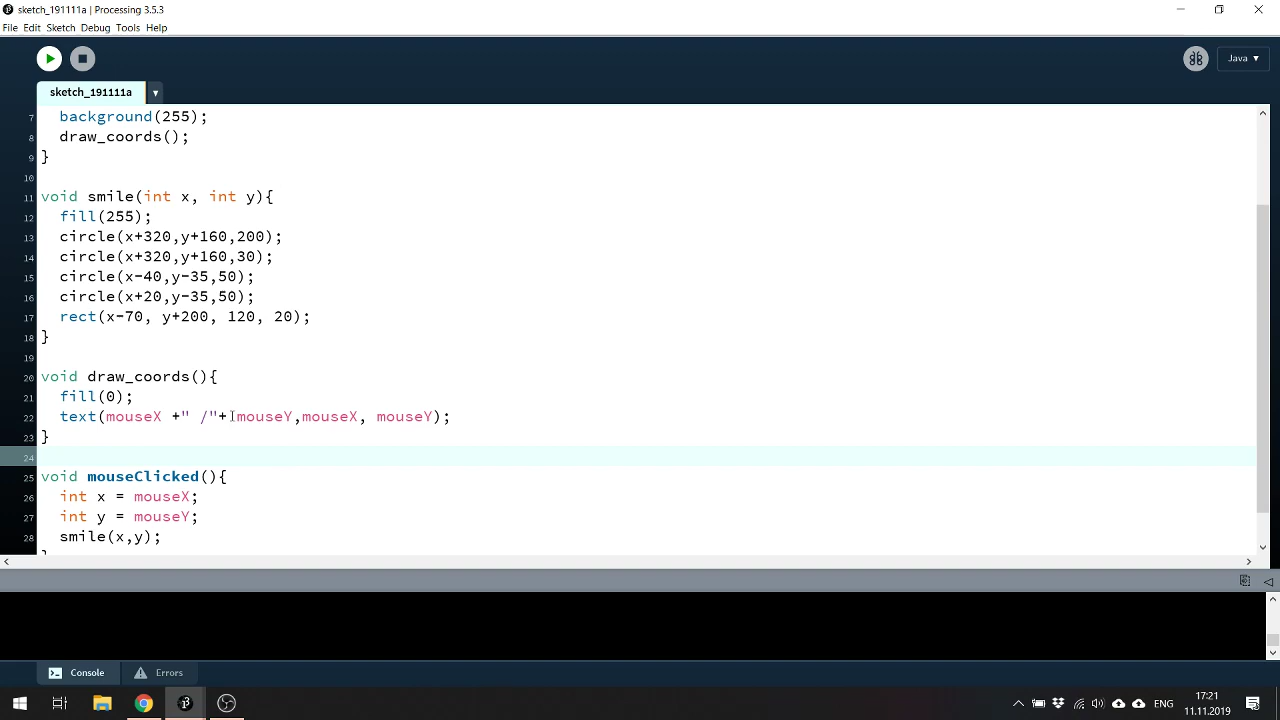 sketch_191111a | Processing 3.5.3
File Edit Sketch Debug Tools Help
Java ▼
sketch_191111a ▼
7 background(255);
8 draw_coords();
9 }
10
11 void smile(int x, int y){
12 fill(255);
13 circle(x+320,y+160,200);
14 circle(x+320,y+160,30);
15 circle(x-40,y-35,50);
16 circle(x+20,y-35,50);
17 rect(x-70, y+200, 120, 20);
18 }
19
20 void draw_coords(){
21 fill(0);
22 text(mouseX +" /"+ mouseY,mouseX, mouseY);
23 }
24
25 void mouseClicked(){
26 int x = mouseX;
27 int y = mouseY;
28 smile(x,y);
}
Console Errors
ENG
17:21
11.11.2019